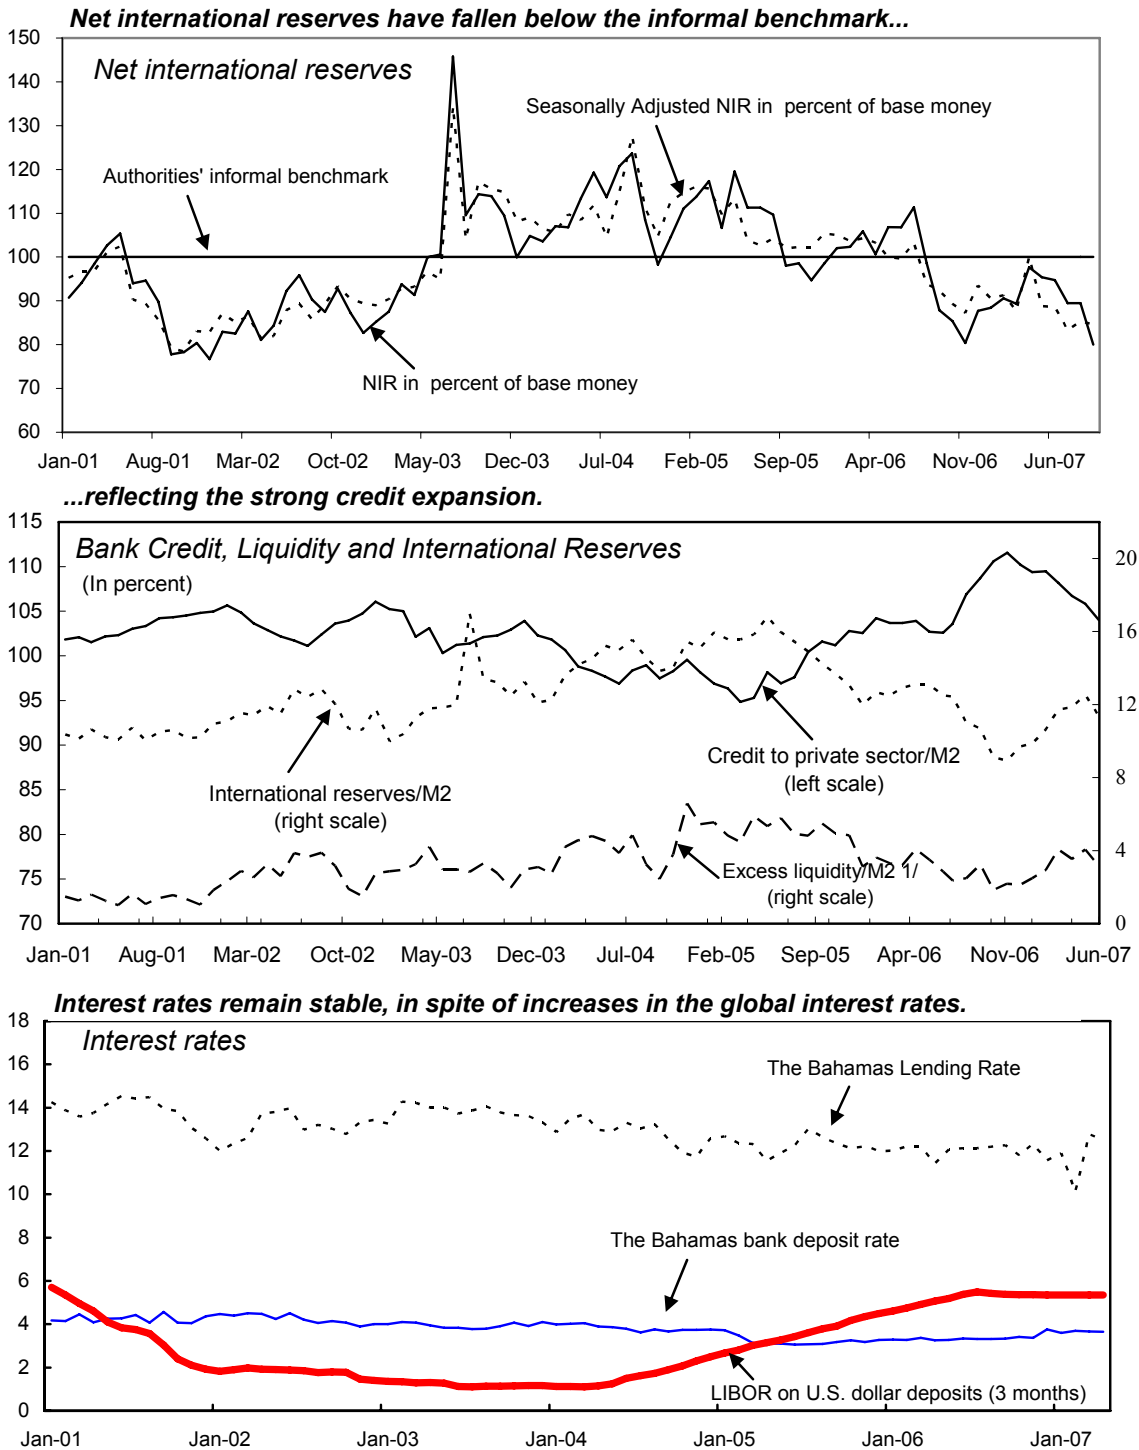 Net international reserves have fallen below the informal benchmark...
150
Net international reserves
140
130
Seasonally Adjusted NIR in percent of base money
120
Authorities' informal benchmark
110
100
90
80
NIR in percent of base money
70
60
Jan-01 Aug-01 Mar-02 Oct-02 May-03 Dec-03 Jul-04 Feb-05 Sep-05 Apr-06 Nov-06 Jun-07
...reflecting the strong credit expansion.
115
Bank Credit, Liquidity and International Reserves
(In percent)
110
105
100
95
90
85
80
75
70
20
16
12
8
4
0
International reserves/M2
(right scale)
Credit to private sector/M2
(left scale)
Excess liquidity/M2 1/
(right scale)
Jan-01 Aug-01 Mar-02 Oct-02 May-03 Dec-03 Jul-04 Feb-05 Sep-05 Apr-06 Nov-06 Jun-07
Interest rates remain stable, in spite of increases in the global interest rates.
18
Interest rates
16
The Bahamas Lending Rate
14
12
10
8
The Bahamas bank deposit rate
6
4
2
LIBOR on U.S. dollar deposits (3 months)
0
Jan-01 Jan-02 Jan-03 Jan-04 Jan-05 Jan-06 Jan-07